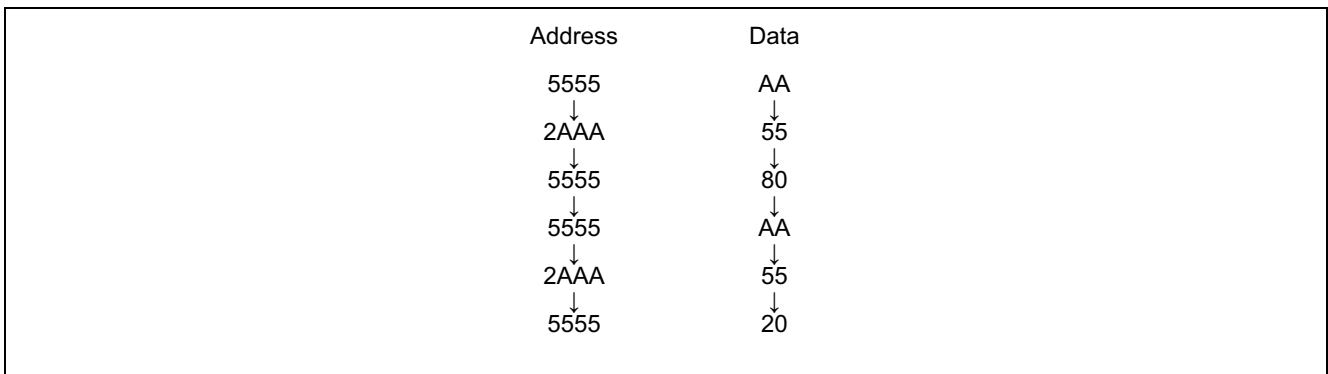 Address Data
5555 AA
↓ ↓
2AAA 55
↓ ↓
5555 80
↓ ↓
5555 AA
↓ ↓
2AAA 55
↓ ↓
5555 20